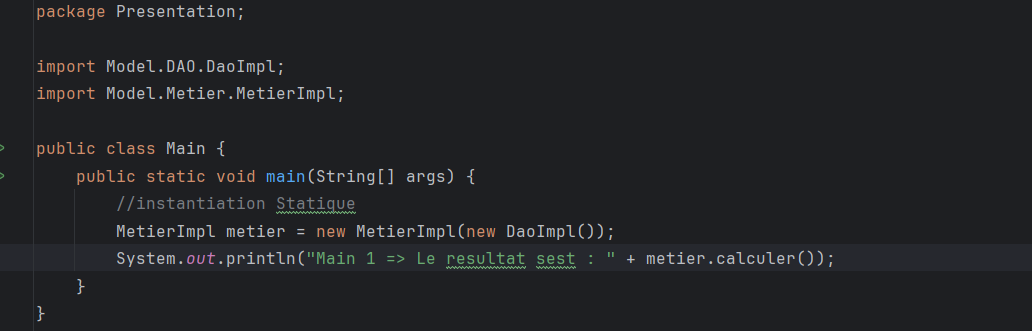 package Presentation;
import Model.DAO.DaoImpl;
import Model.Metier.MetierImpl;
public class Main {
public static void main(String[] args) {
//instantiation Statique
MetierImpl metier = new MetierImpl(new DaoImpl());
System.out.println("Main 1 => Le resultat sest : " + metier.calculer());
}
}